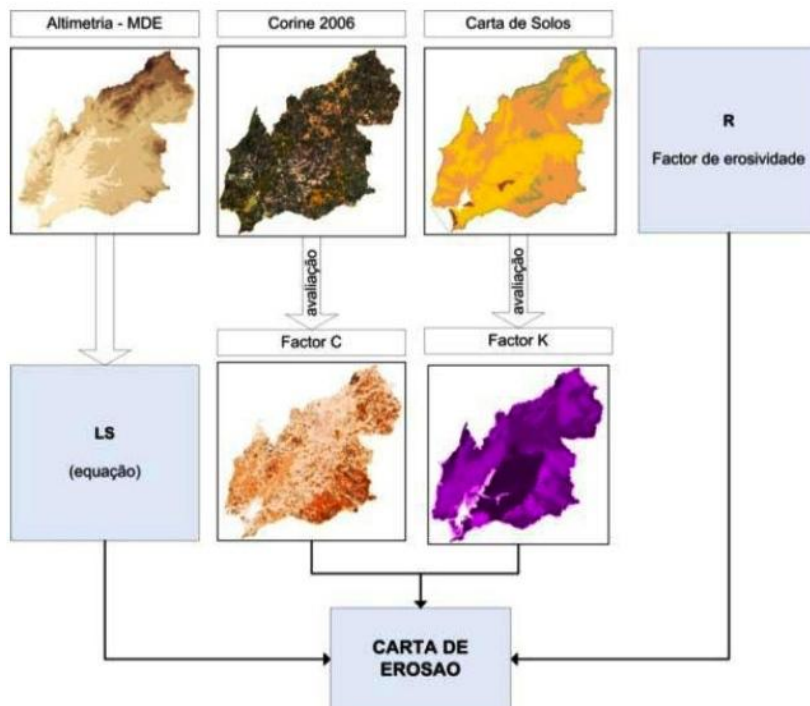 Altimetria - MDE
Corine 2006
Carta de Solos
R
Factor de erosividade
avaliação
avaliação
Factor C
Factor K
LS
(equação)
CARTA DE
EROSAO